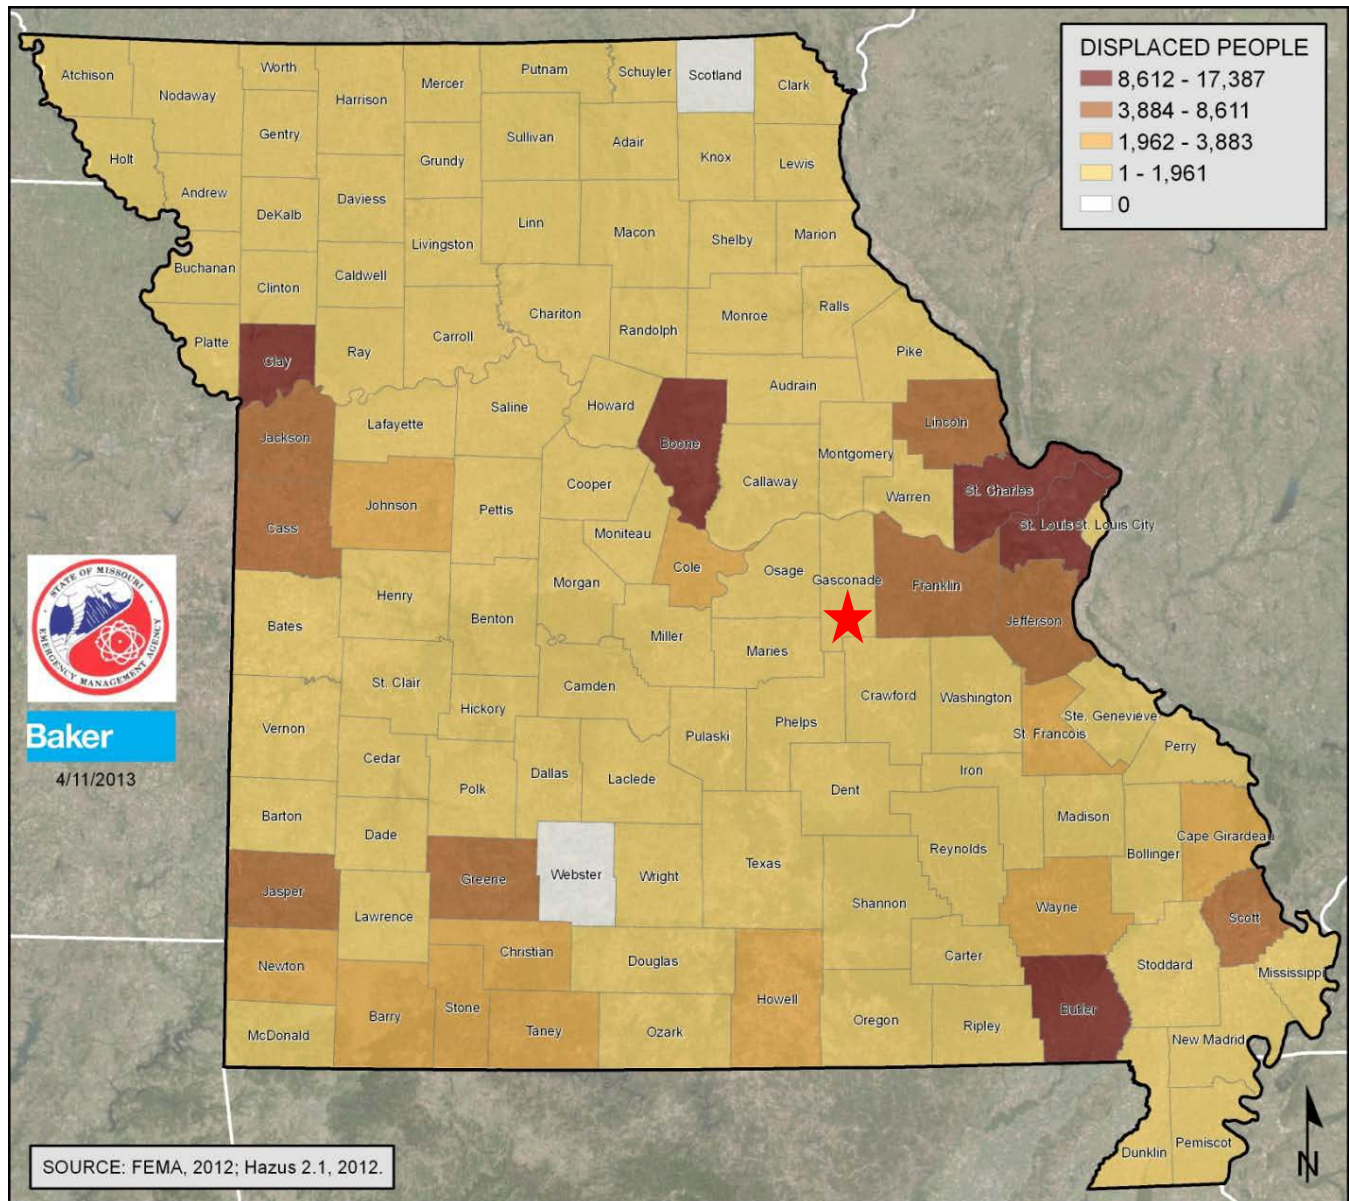 DISPLACED PEOPLE
8,612 - 17,387
3,884 - 8,611
1,962 - 3,883
1 - 1,961
0
Atchison
Nodaway
Worth
Harrison
Mercer
Putnam
Schuyler
Scotland
Clark
Holt
Gentry
Grundy
Sullivan
Adair
Knox
Lewis
Andrew
DeKalb
Daviess
Livingston
Linn
Macon
Shelby
Marion
Buchanan
Clinton
Caldwell
Chariton
Randolph
Monroe
Ralls
Pike
Platte
Clay
Ray
Carroll
Audrain
Jackson
Lafayette
Saline
Howard
Boone
Callaway
Montgomery
Lincoln
Warren
St. Charles
St. Louis
St. Louis City
Cass
Johnson
Pettis
Cooper
Moniteau
Cole
Osage
Gasconade
Franklin
Jefferson
Bates
Henry
Benton
Morgan
Miller
Maries
Vernon
St. Clair
Hickory
Camden
Pulaski
Phelps
Crawford
Washington
St. Francois
Ste. Genevieve
Perry
Cedar
Polk
Dallas
Laclede
Dent
Iron
Barton
Dade
Madison
Bollinger
Cape Girardeau
Jasper
Lawrence
Greene
Webster
Wright
Texas
Shannon
Reynolds
Wayne
Scott
Newton
Christian
Douglas
Howell
Carter
Stoddard
Mississippi
McDonald
Barry
Stone
Taney
Ozark
Oregon
Ripley
Butler
New Madrid
Dunklin
Pemiscot
STATE OF MISSOURI
EMERGENCY MANAGEMENT AGENCY
Baker
4/11/2013
SOURCE: FEMA, 2012; Hazus 2.1, 2012.
N